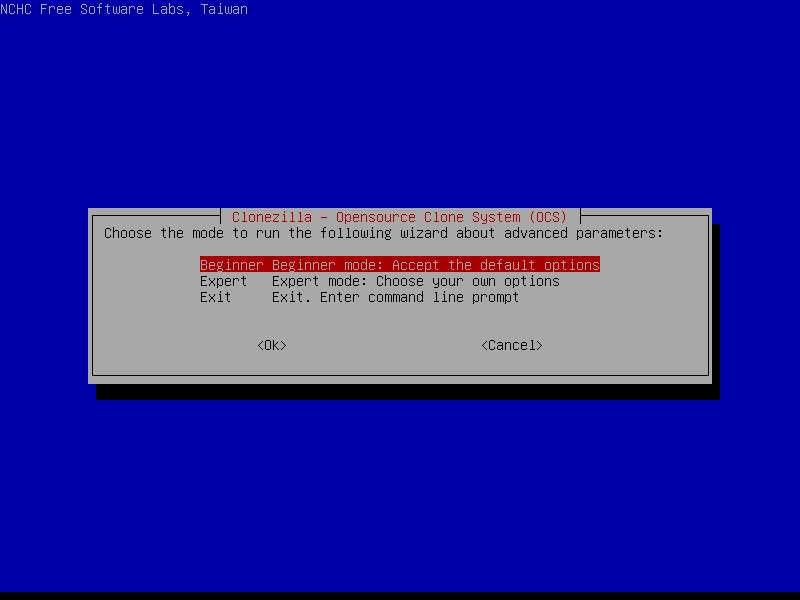 NCHC Free Software Labs, Taiwan
Clonezilla - Opensource Clone System (OCS)
Choose the mode to run the following wizard about advanced parameters:
Beginner Beginner mode: Accept the default options
Expert Expert mode: Choose your own options
Exit Exit. Enter command line prompt
<Ok> <Cancel>